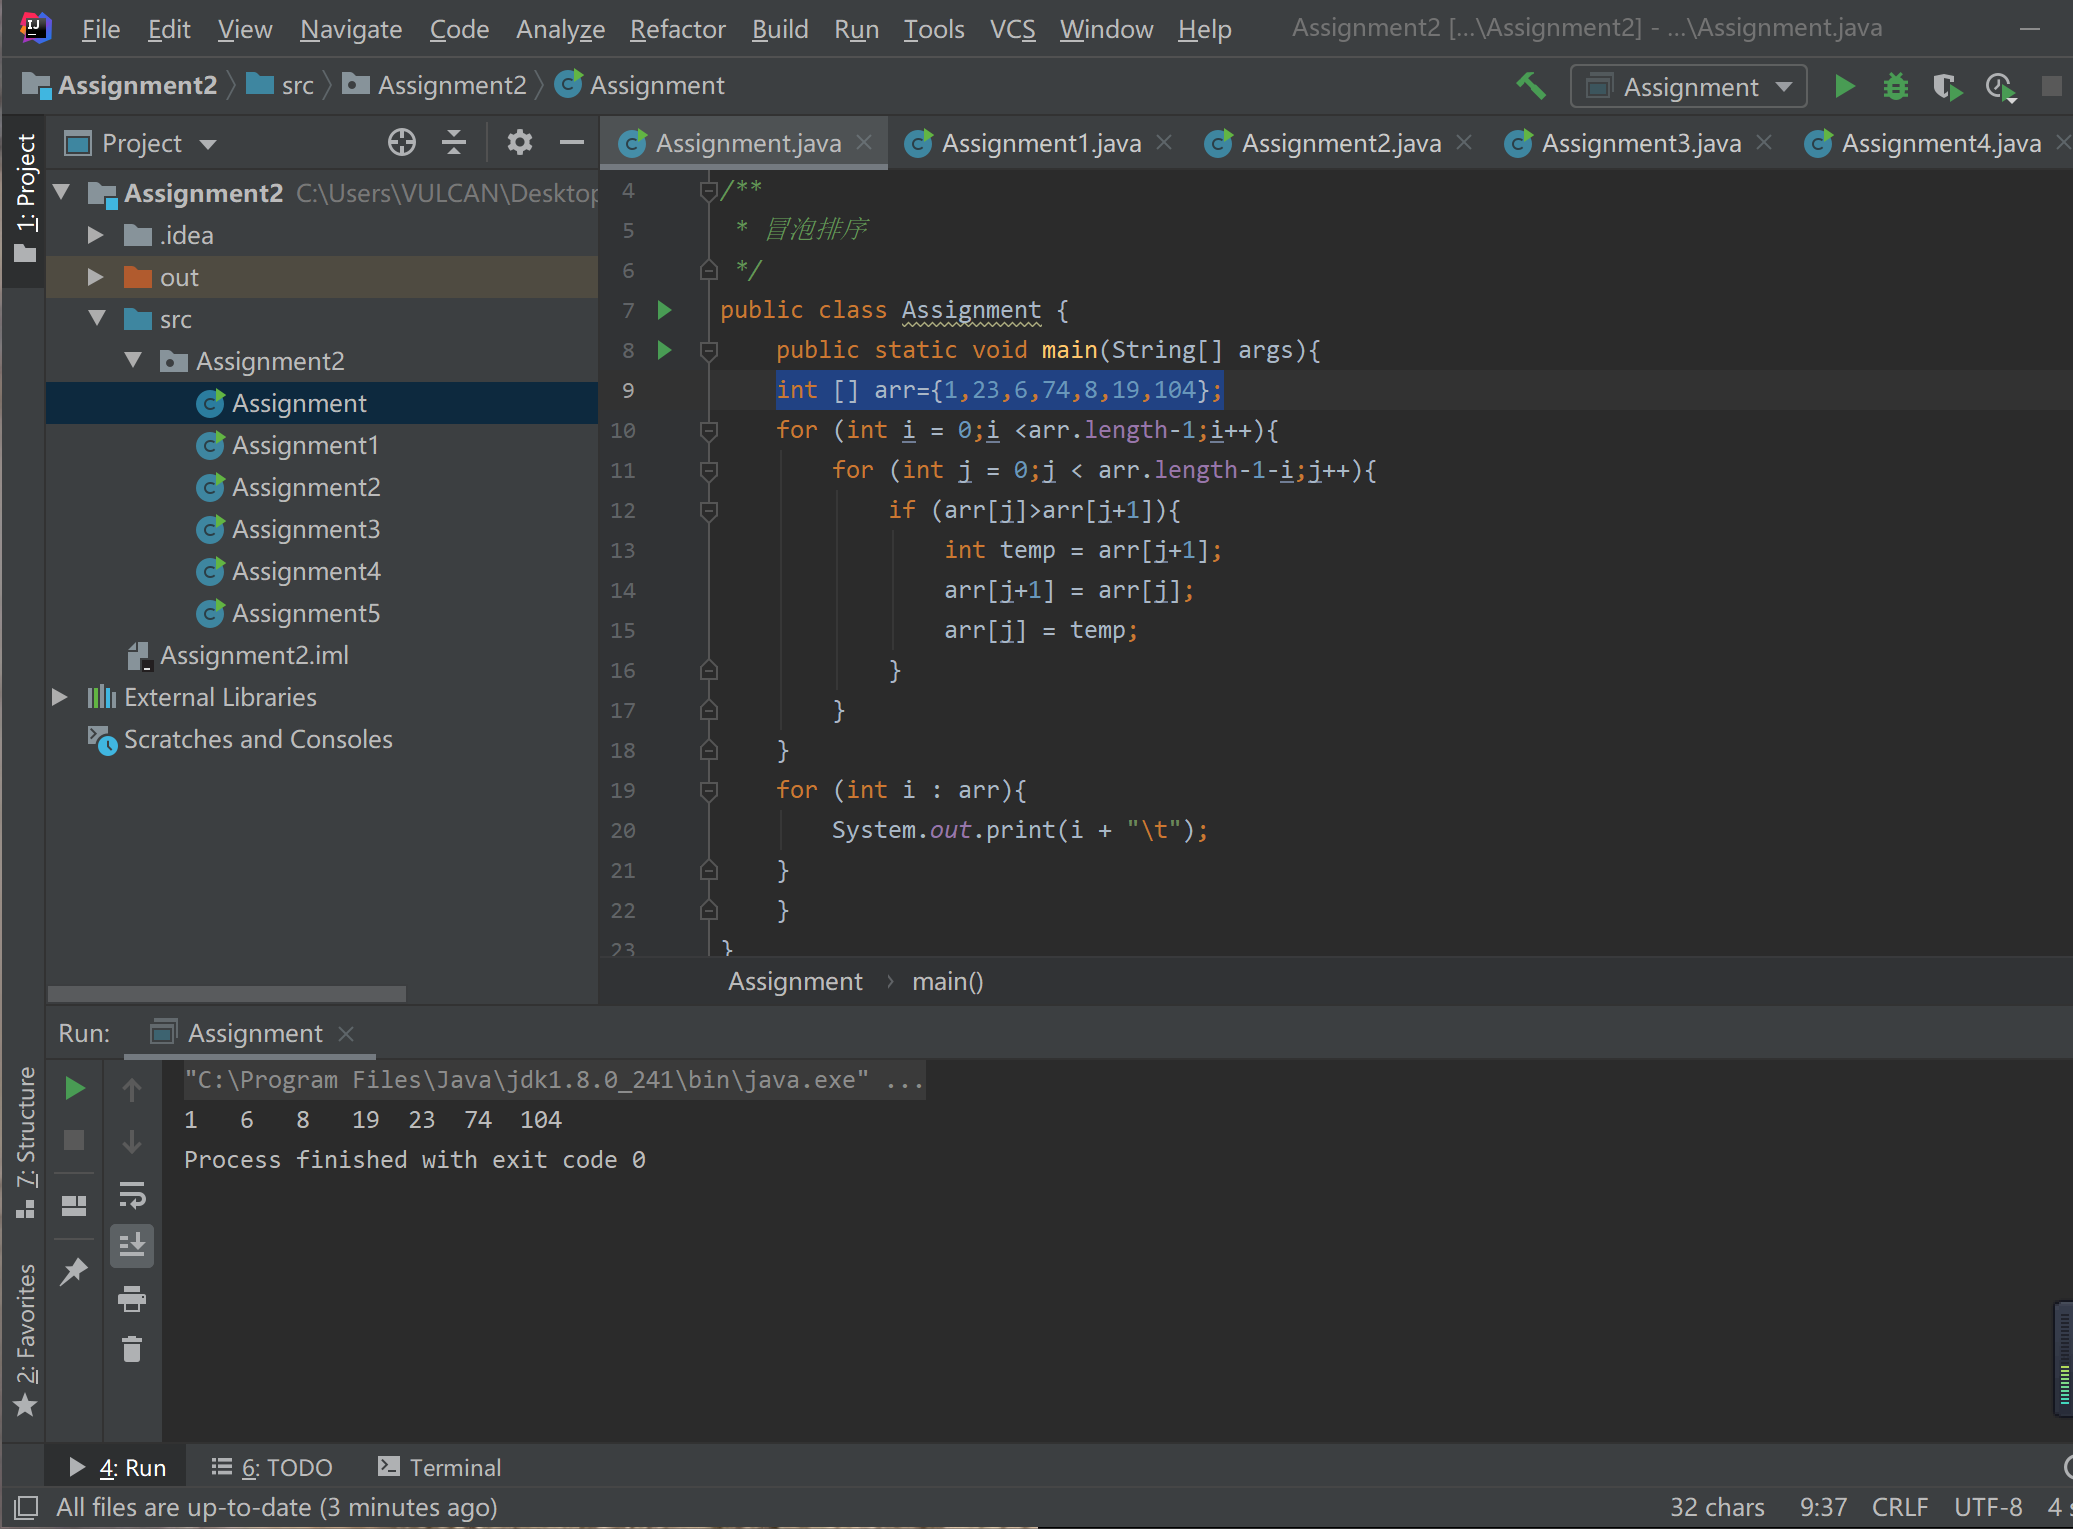 File Edit View Navigate Code Analyze Refactor Build Run Tools VCS Window Help Assignment2 [...\Assignment2] - ...\Assignment.java
Assignment2 src Assignment2 Assignment Assignment
1: Project
Project
Assignment.java Assignment1.java Assignment2.java Assignment3.java Assignment4.java
Assignment2 C:\Users\VULCAN\Desktop
.idea
out
src
Assignment2
Assignment
Assignment1
Assignment2
Assignment3
Assignment4
Assignment5
Assignment2.iml
External Libraries
Scratches and Consoles
4 /**
5 * 冒泡排序
6 */
7 public class Assignment {
8 public static void main(String[] args){
9 int [] arr={1,23,6,74,8,19,104};
10 for (int i = 0;i <arr.length-1;i++){
11 for (int j = 0;j < arr.length-1-i;j++){
12 if (arr[j]>arr[j+1]){
13 int temp = arr[j+1];
14 arr[j+1] = arr[j];
15 arr[j] = temp;
16 }
17 }
18 }
19 for (int i : arr){
20 System.out.print(i + "\t");
21 }
22 }
23 }
Assignment › main()
Run: Assignment
"C:\Program Files\Java\jdk1.8.0_241\bin\java.exe" ...
1 6 8 19 23 74 104
Process finished with exit code 0
7: Structure
2: Favorites
4: Run 6: TODO Terminal
All files are up-to-date (3 minutes ago) 32 chars 9:37 CRLF UTF-8 4